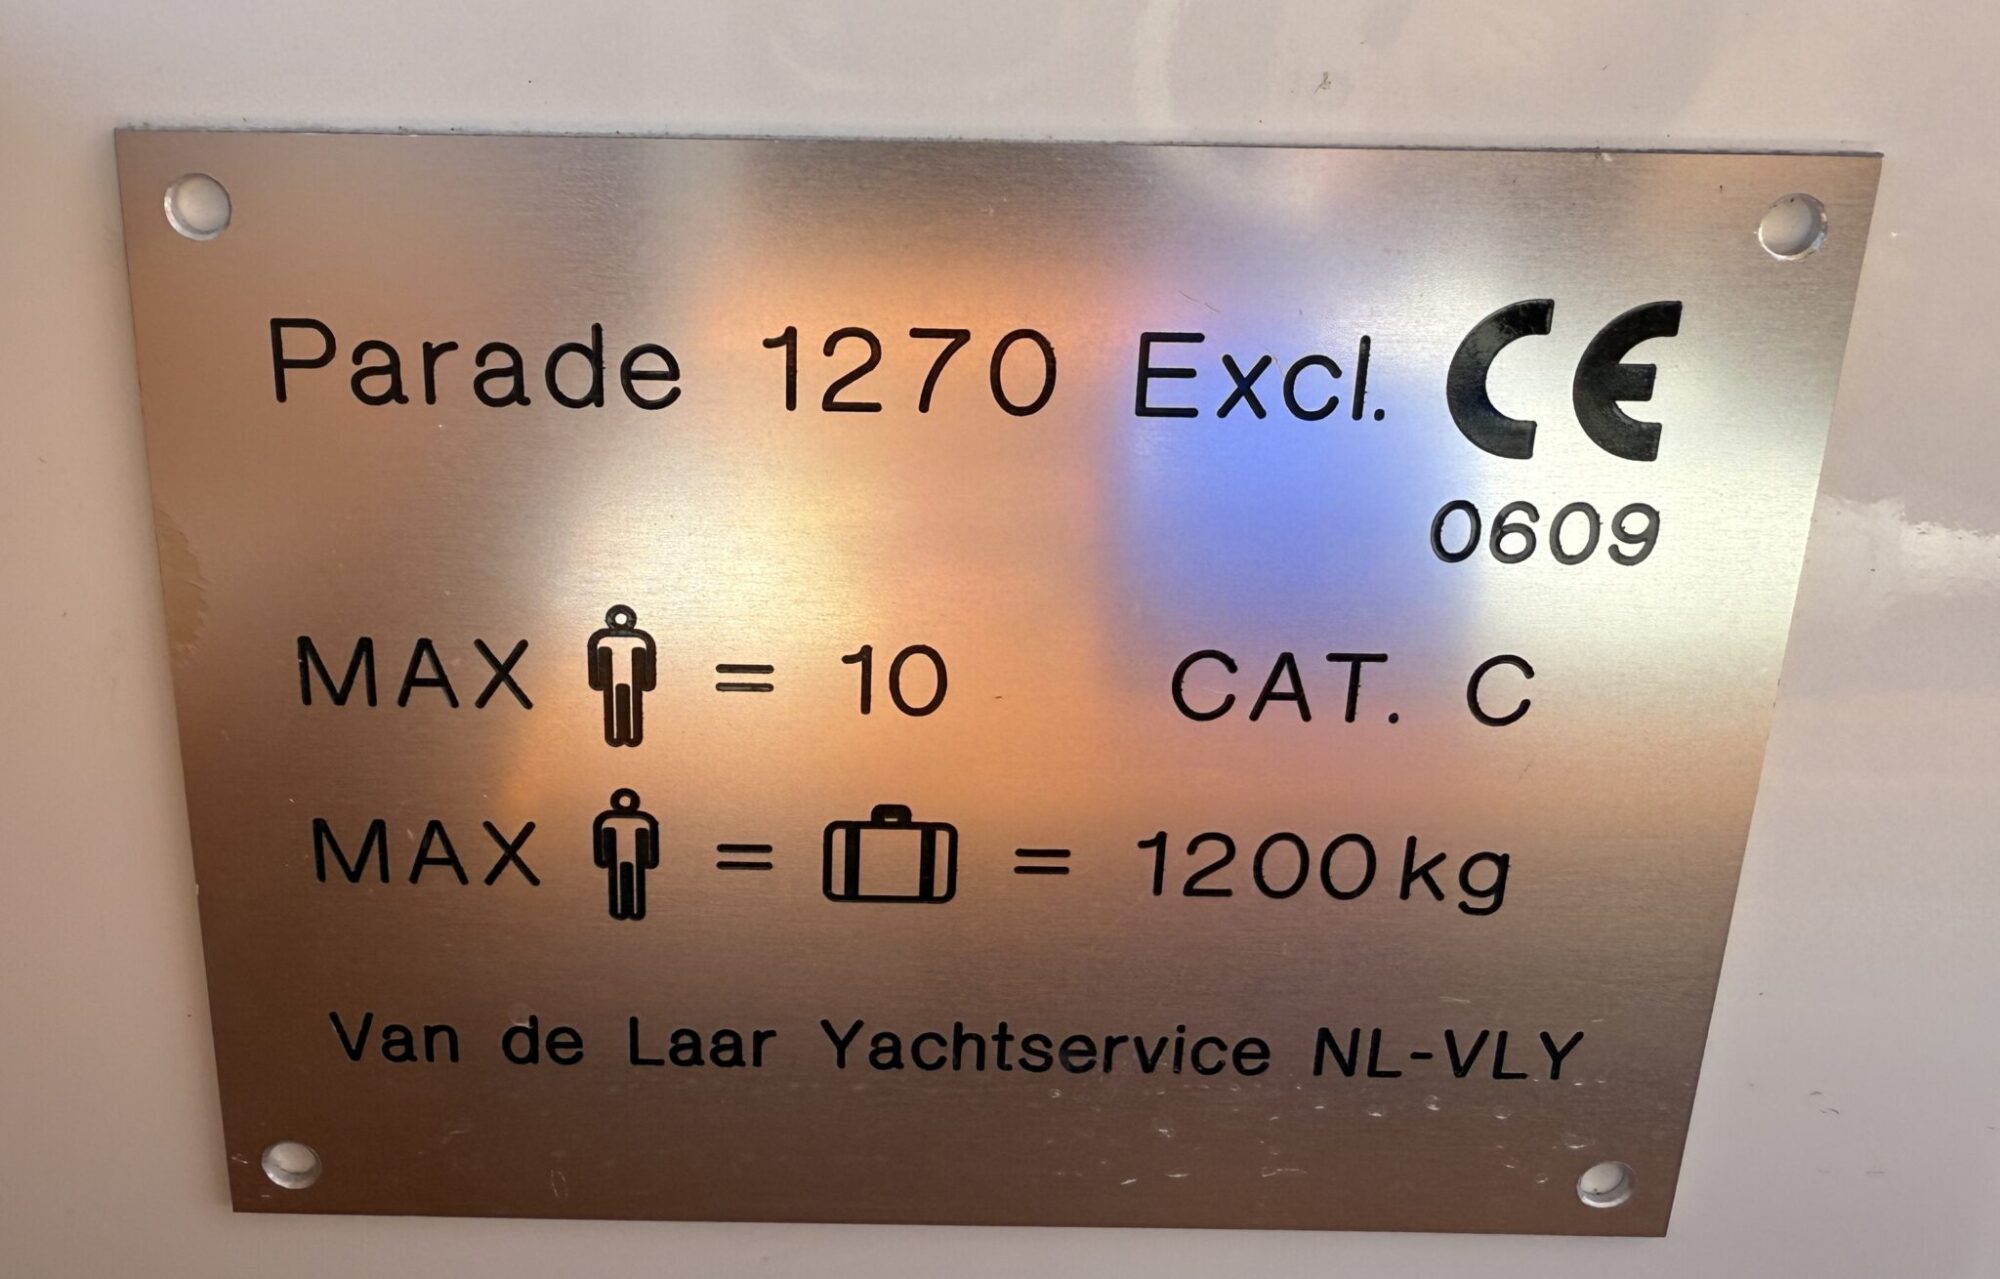 Parade 1270 Excl. CE
0609
MAX = 10 CAT. C
MAX = = 1200kg
Van de Laar Yachtservice NL-VLY